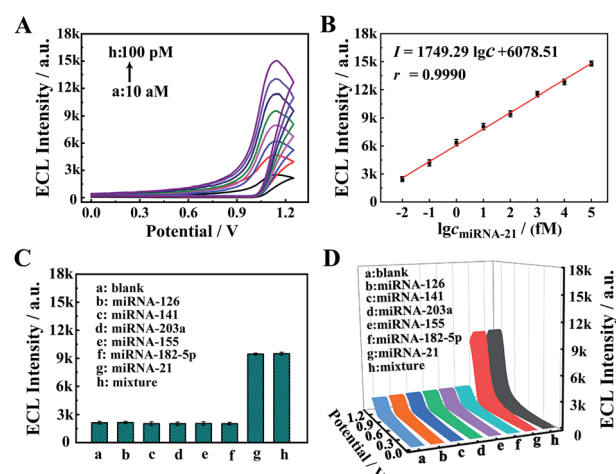 A
h:100 pM
a:10 aM
ECL Intensity / a.u.
18k
15k
12k
9k
6k
3k
0
0.0 0.3 0.6 0.9 1.2
Potential / V
B
I = 1749.29 lgc +6078.51
r = 0.9990
ECL Intensity / a.u.
18k
15k
12k
9k
6k
3k
0
-2 -1 0 1 2 3 4 5
lgcmiRNA-21 / (fM)
C
a: blank
b: miRNA-126
c: miRNA-141
d: miRNA-203a
e: miRNA-155
f: miRNA-182-5p
g: miRNA-21
h: mixture
ECL Intensity / a.u.
18k
15k
12k
9k
6k
3k
0
a b c d e f g h
D
a:blank
b:miRNA-126
c:miRNA-141
d:miRNA-203a
e:miRNA-155
f:miRNA-182-5p
g:miRNA-21
h:mixture
ECL Intensity / a.u.
18k
15k
12k
9k
6k
3k
0
1.2
0.9
0.6
0.3
0.0
Potential / V
a b c d e f g h